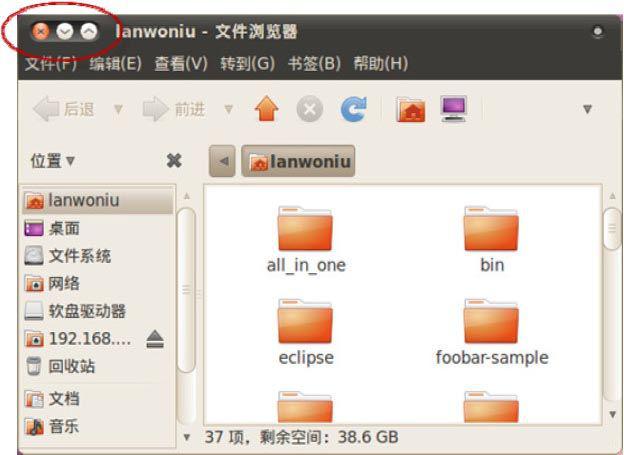 lanwoniu - 文件浏览器
文件(F) 编辑(E) 查看(V) 转到(G) 书签(B) 帮助(H)
后退 前进
位置 lanwoniu
lanwoniu
桌面
文件系统
网络
软盘驱动器
192.168....
回收站
文档
音乐
all_in_one bin
eclipse foobar-sample
37 项，剩余空间：38.6 GB